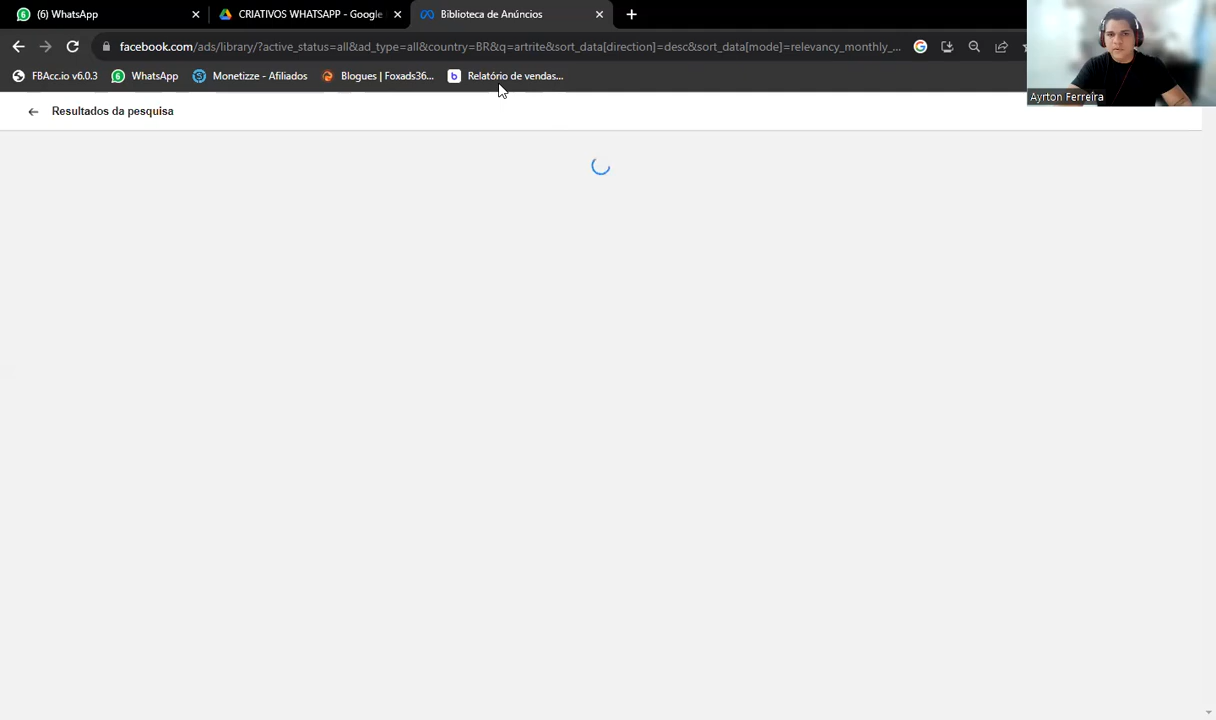 (6) WhatsApp
CRIATIVOS WHATSAPP - Google
Biblioteca de Anúncios
facebook.com/ads/library/?active_status=all&ad_type=all&country=BR&q=artrite&sort_data[direction]=desc&sort_data[mode]=relevancy_monthly_...
FBAcc.io v6.0.3
WhatsApp
Monetizze - Afiliados
Blogues | Foxads36...
Relatório de vendas...
Ayrton Ferreira
Resultados da pesquisa